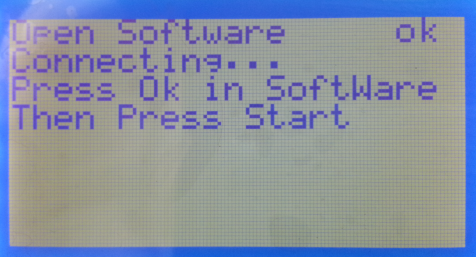 Open Software ok
Connecting...
Press Ok in SoftWare
Then Press Start